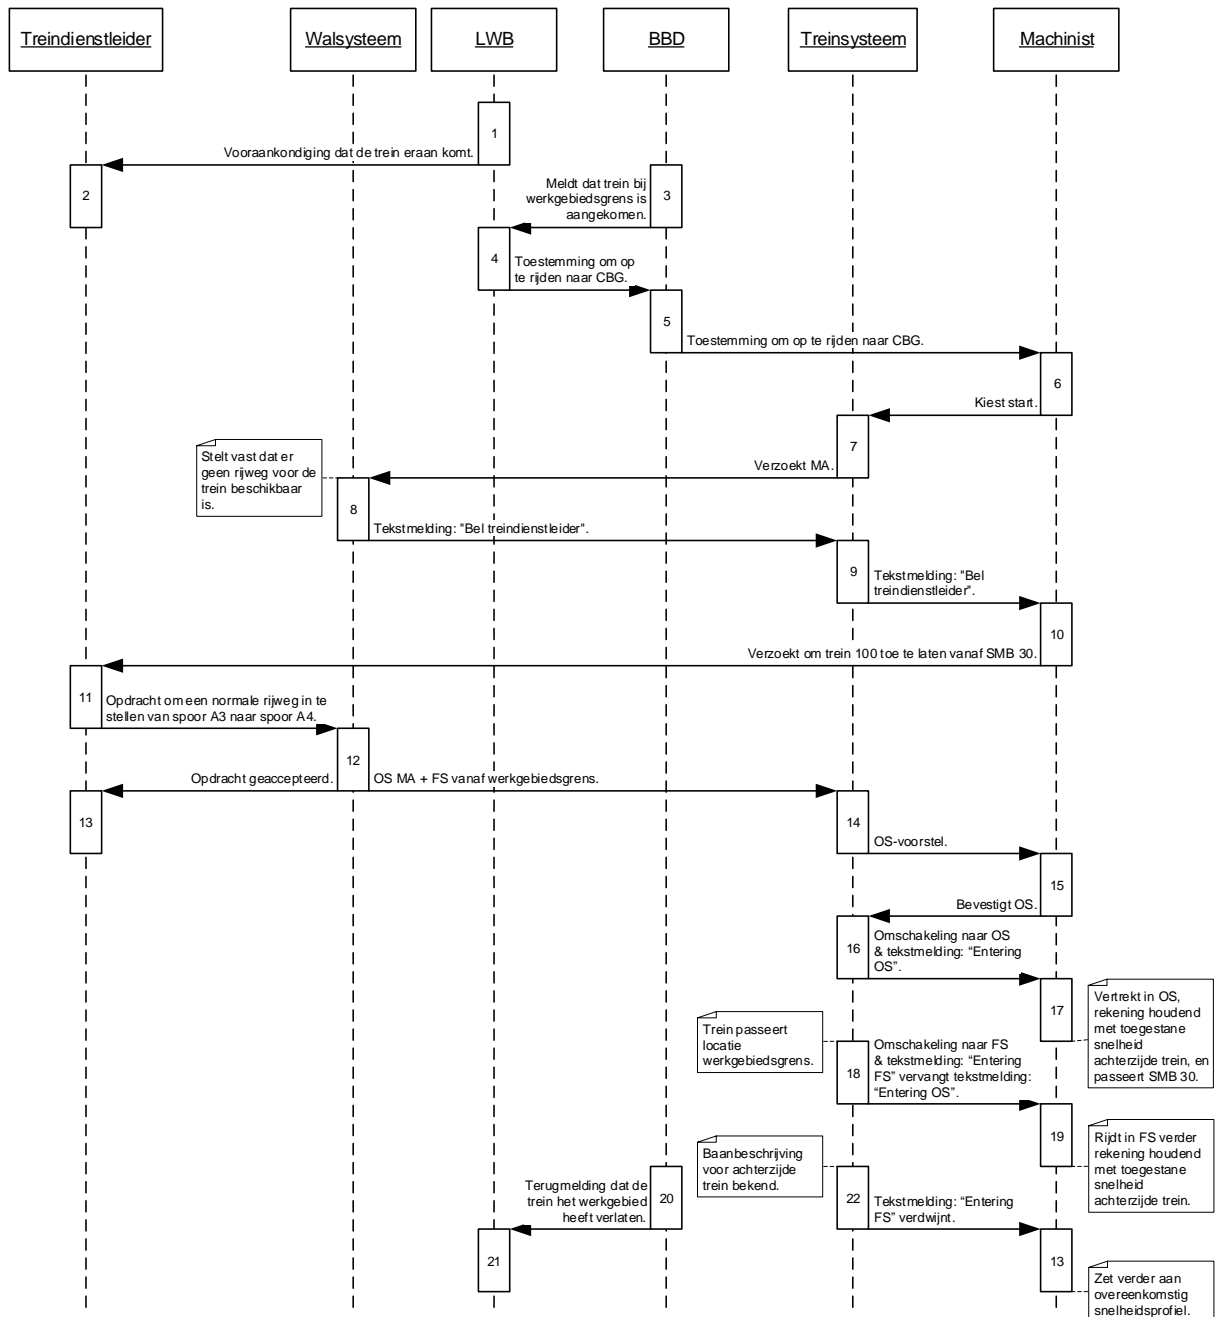 Treindienstleider
Walsysteem
LWB
BBD
Treinsysteem
Machinist
1
Vooraankondiging dat de trein eraan komt.
2
Meldt dat trein bij
werkgebiedsgrens is
aangekomen.
3
4
Toestemming om op
te rijden naar CBG.
5
Toestemming om op te rijden naar CBG.
6
Kiest start.
7
Stelt vast dat er
geen rijweg voor de
trein beschikbaar
is.
Verzoekt MA.
8
Tekstmelding: "Bel treindienstleider".
9
Tekstmelding: "Bel
treindienstleider".
10
Verzoekt om trein 100 toe te laten vanaf SMB 30.
11
Opdracht om een normale rijweg in te
stellen van spoor A3 naar spoor A4.
12
Opdracht geaccepteerd.
OS MA + FS vanaf werkgebiedsgrens.
13
14
OS-voorstel.
15
Bevestigt OS.
16
Omschakeling naar OS
& tekstmelding: “Entering
OS”.
17
Vertrekt in OS,
rekening houdend
met toegestane
snelheid
achterzijde trein, en
passeert SMB 30.
Trein passeert
locatie
werkgebiedsgrens.
18
Omschakeling naar FS
& tekstmelding: “Entering
FS” vervangt tekstmelding:
“Entering OS”.
19
Rijdt in FS verder
rekening houdend
met toegestane
snelheid
achterzijde trein.
Baanbeschrijving
voor achterzijde
trein bekend.
Terugmelding dat de
trein het werkgebied
heeft verlaten.
20
22
Tekstmelding: “Entering
FS” verdwijnt.
21
13
Zet verder aan
overeenkomstig
snelheidsprofiel.